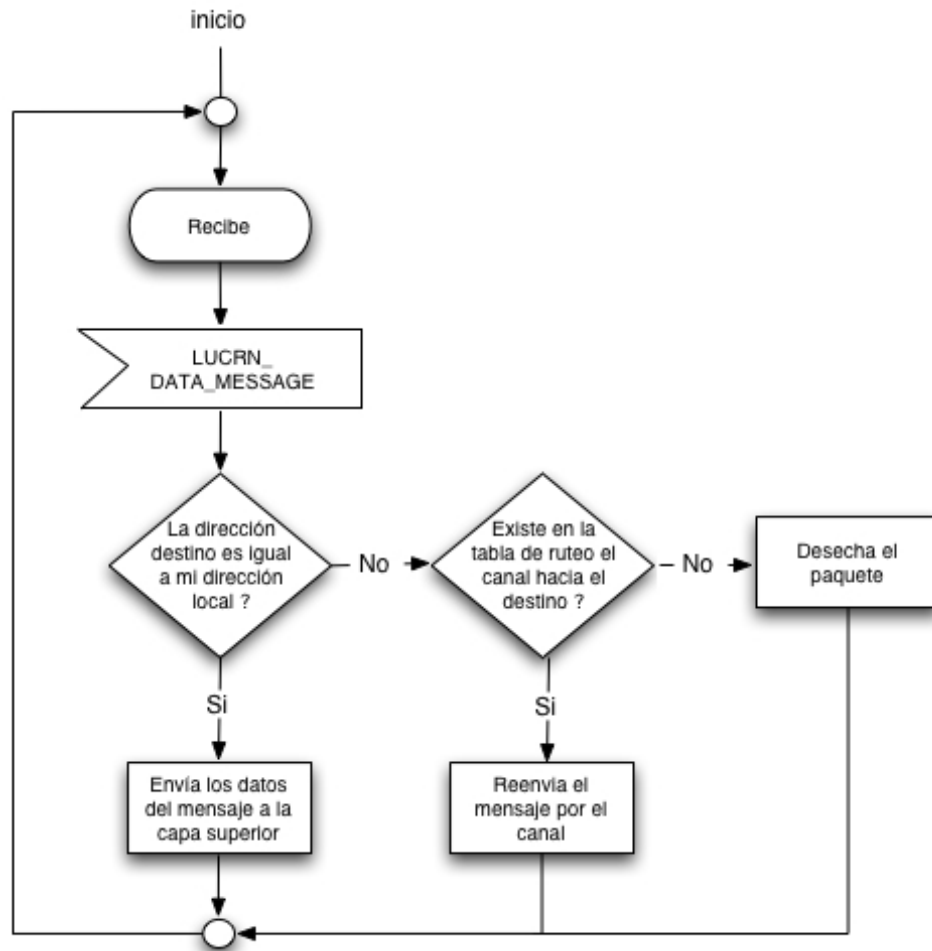 inicio
Recibe
LUCRN_
DATA_MESSAGE
La dirección
destino es igual
a mi dirección
local ?
No
Existe en la
tabla de ruteo el
canal hacia el
destino ?
No
Desecha el
paquete
Si
Si
Envía los datos
del mensaje a la
capa superior
Reenvia el
mensaje por el
canal